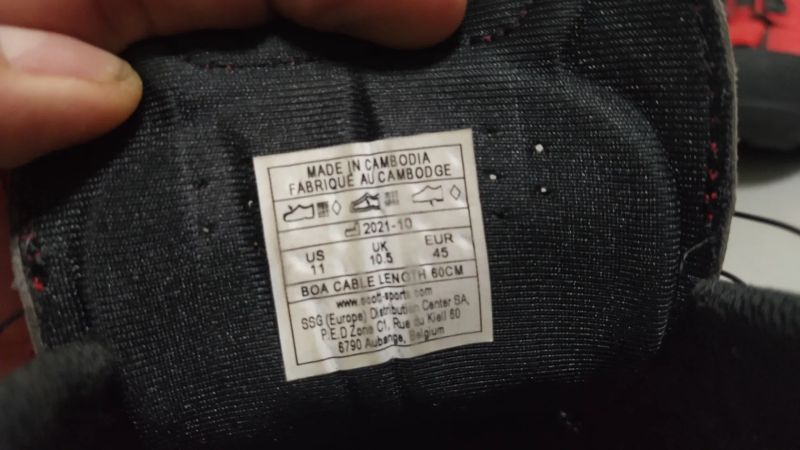 MADE IN CAMBODIA
FABRIQUE AU CAMBODGE
2021-10
US UK EUR
11 10.5 45
BOA CABLE LENGTH 60CM
www.scott-sports.com
SSG (Europe) Distribution Center SA,
P.E.D Zone C1, Rue du Kiell 60
6790 Aubange, Belgium